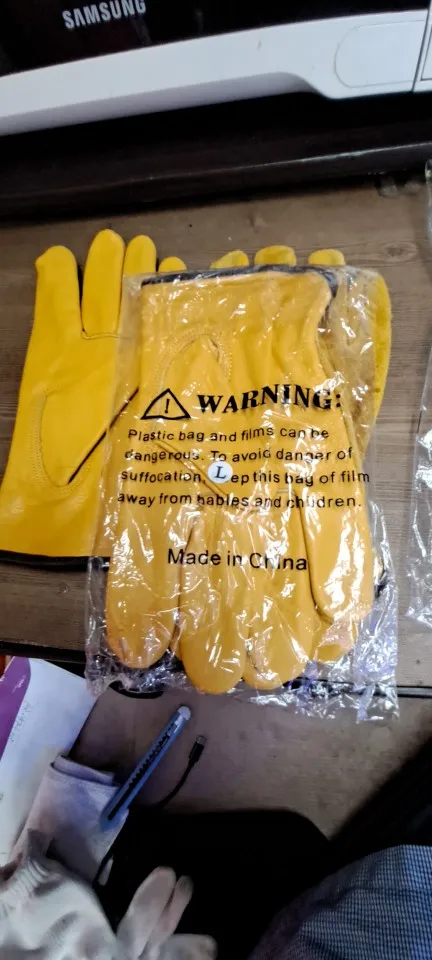 SAMSUNG
WARNING:
Plastic bag and films can be
dangerous. To avoid danger of
suffocation, L ep this bag of film
away from babies and children.
Made in China